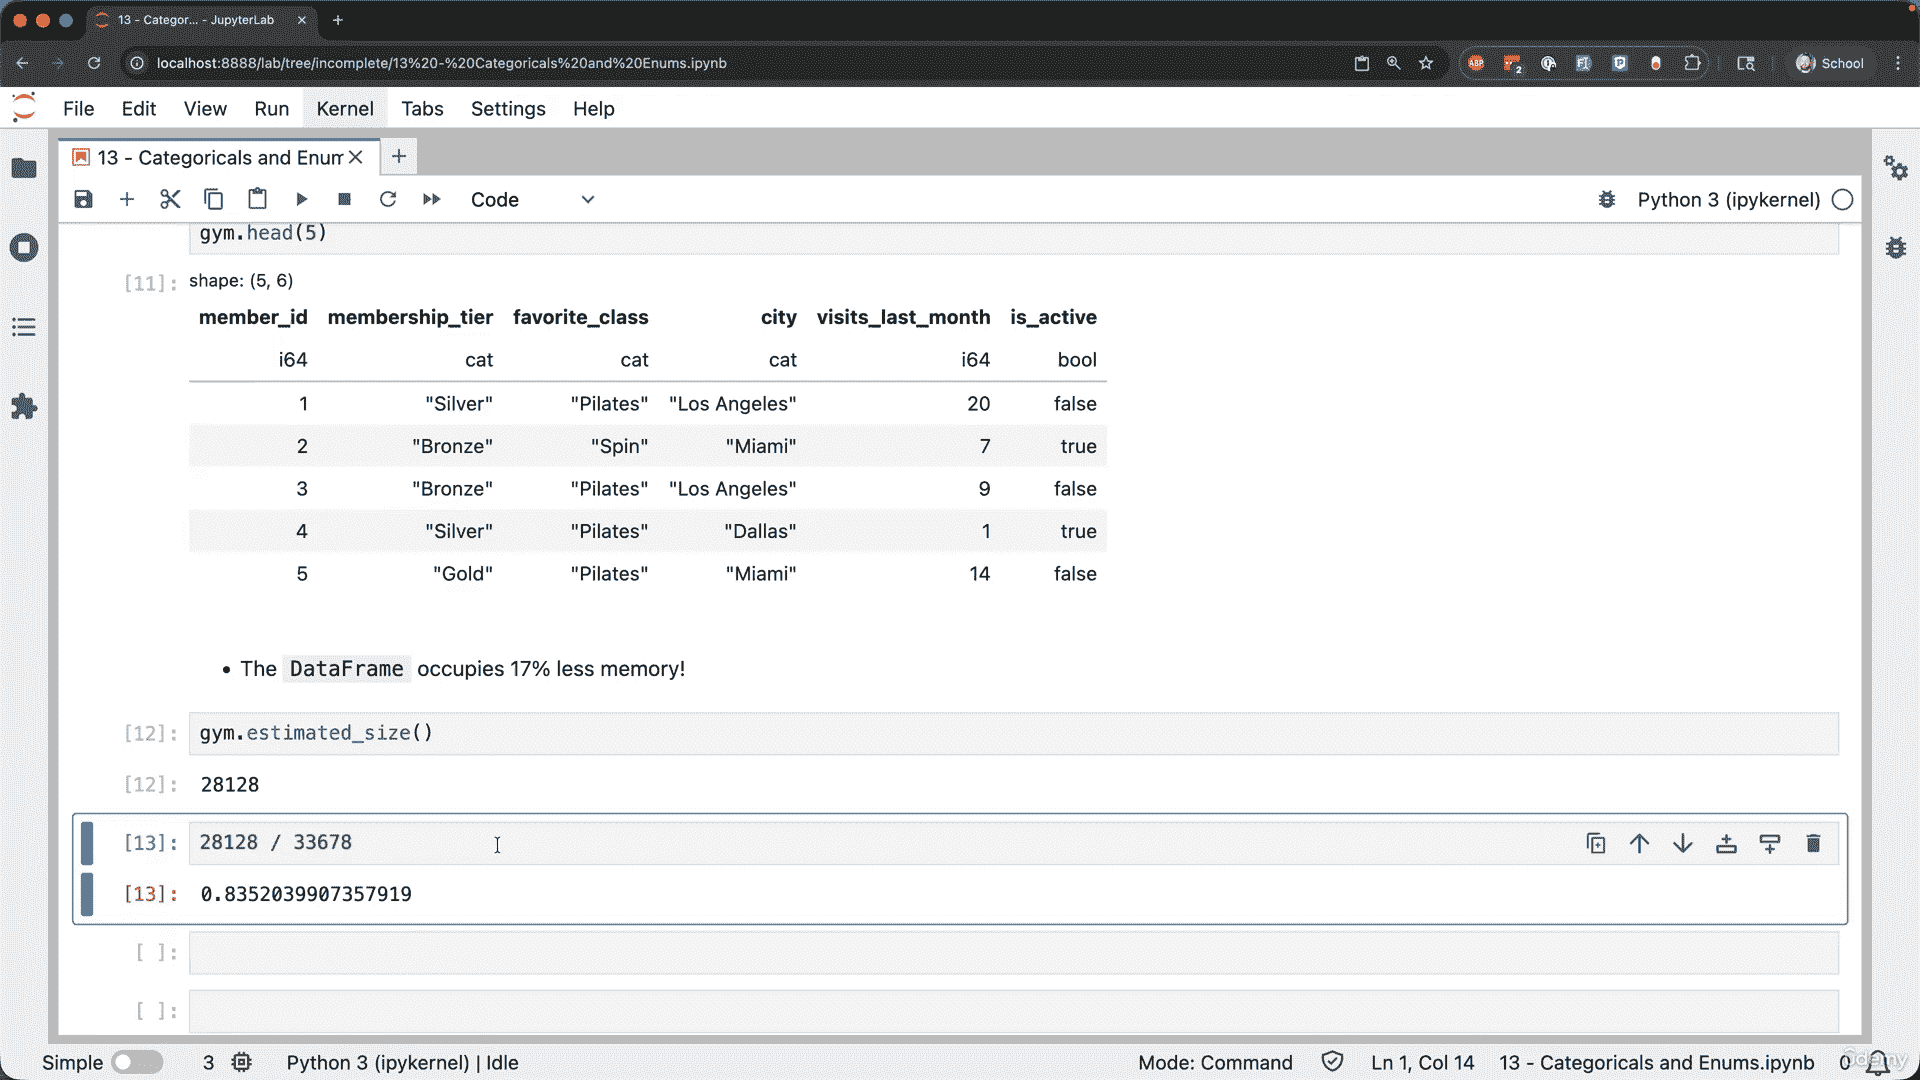 13 - Categor... - JupyterLab
localhost:8888/lab/tree/incomplete/13%20-%20Categoricals%20and%20Enums.ipynb
ABP
2
School
File Edit View Run Kernel Tabs Settings Help
13 - Categoricals and Enum
Code
Python 3 (ipykernel)
gym.head(5)
[11]: shape: (5, 6)
member_id membership_tier favorite_class city visits_last_month is_active
i64 cat cat cat i64 bool
1 "Silver" "Pilates" "Los Angeles" 20 false
2 "Bronze" "Spin" "Miami" 7 true
3 "Bronze" "Pilates" "Los Angeles" 9 false
4 "Silver" "Pilates" "Dallas" 1 true
5 "Gold" "Pilates" "Miami" 14 false
• The DataFrame occupies 17% less memory!
[12]: gym.estimated_size()
[12]: 28128
[13]: 28128 / 33678
[13]: 0.8352039907357919
[ ]:
[ ]:
Simple 3 Python 3 (ipykernel) | Idle Mode: Command Ln 1, Col 14 13 - Categoricals and Enums.ipynb 0
Udemy